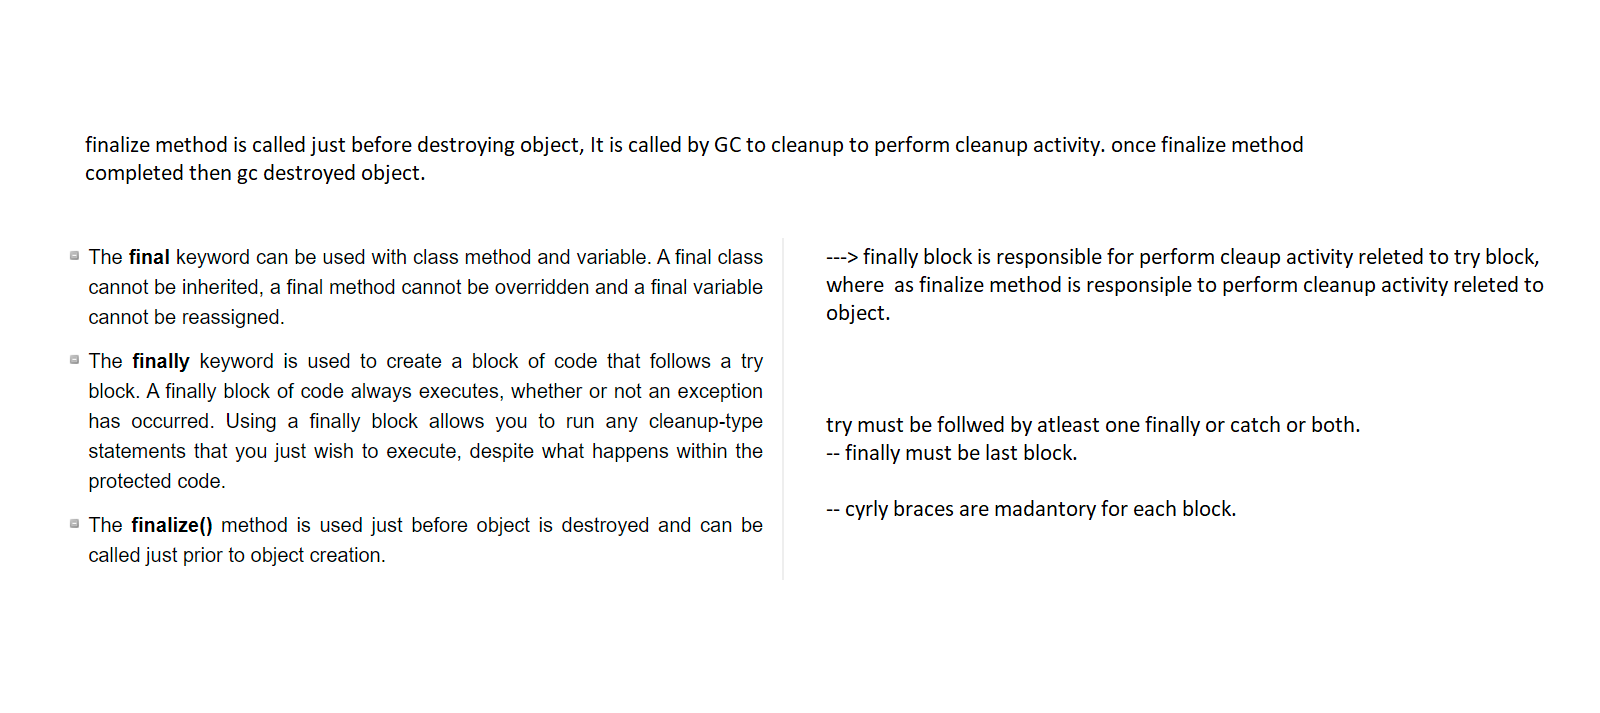 finalize method is called just before destroying object, It is called by GC to cleanup to perform cleanup activity. once finalize method
completed then gc destroyed object.
The final keyword can be used with class method and variable. A final class
cannot be inherited, a final method cannot be overridden and a final variable
cannot be reassigned.
The finally keyword is used to create a block of code that follows a try
block. A finally block of code always executes, whether or not an exception
has occurred. Using a finally block allows you to run any cleanup-type
statements that you just wish to execute, despite what happens within the
protected code.
The finalize() method is used just before object is destroyed and can be
called just prior to object creation.
---> finally block is responsible for perform cleaup activity releted to try block,
where  as finalize method is responsiple to perform cleanup activity releted to
object.
try must be follwed by atleast one finally or catch or both.
-- finally must be last block.
-- cyrly braces are madantory for each block.